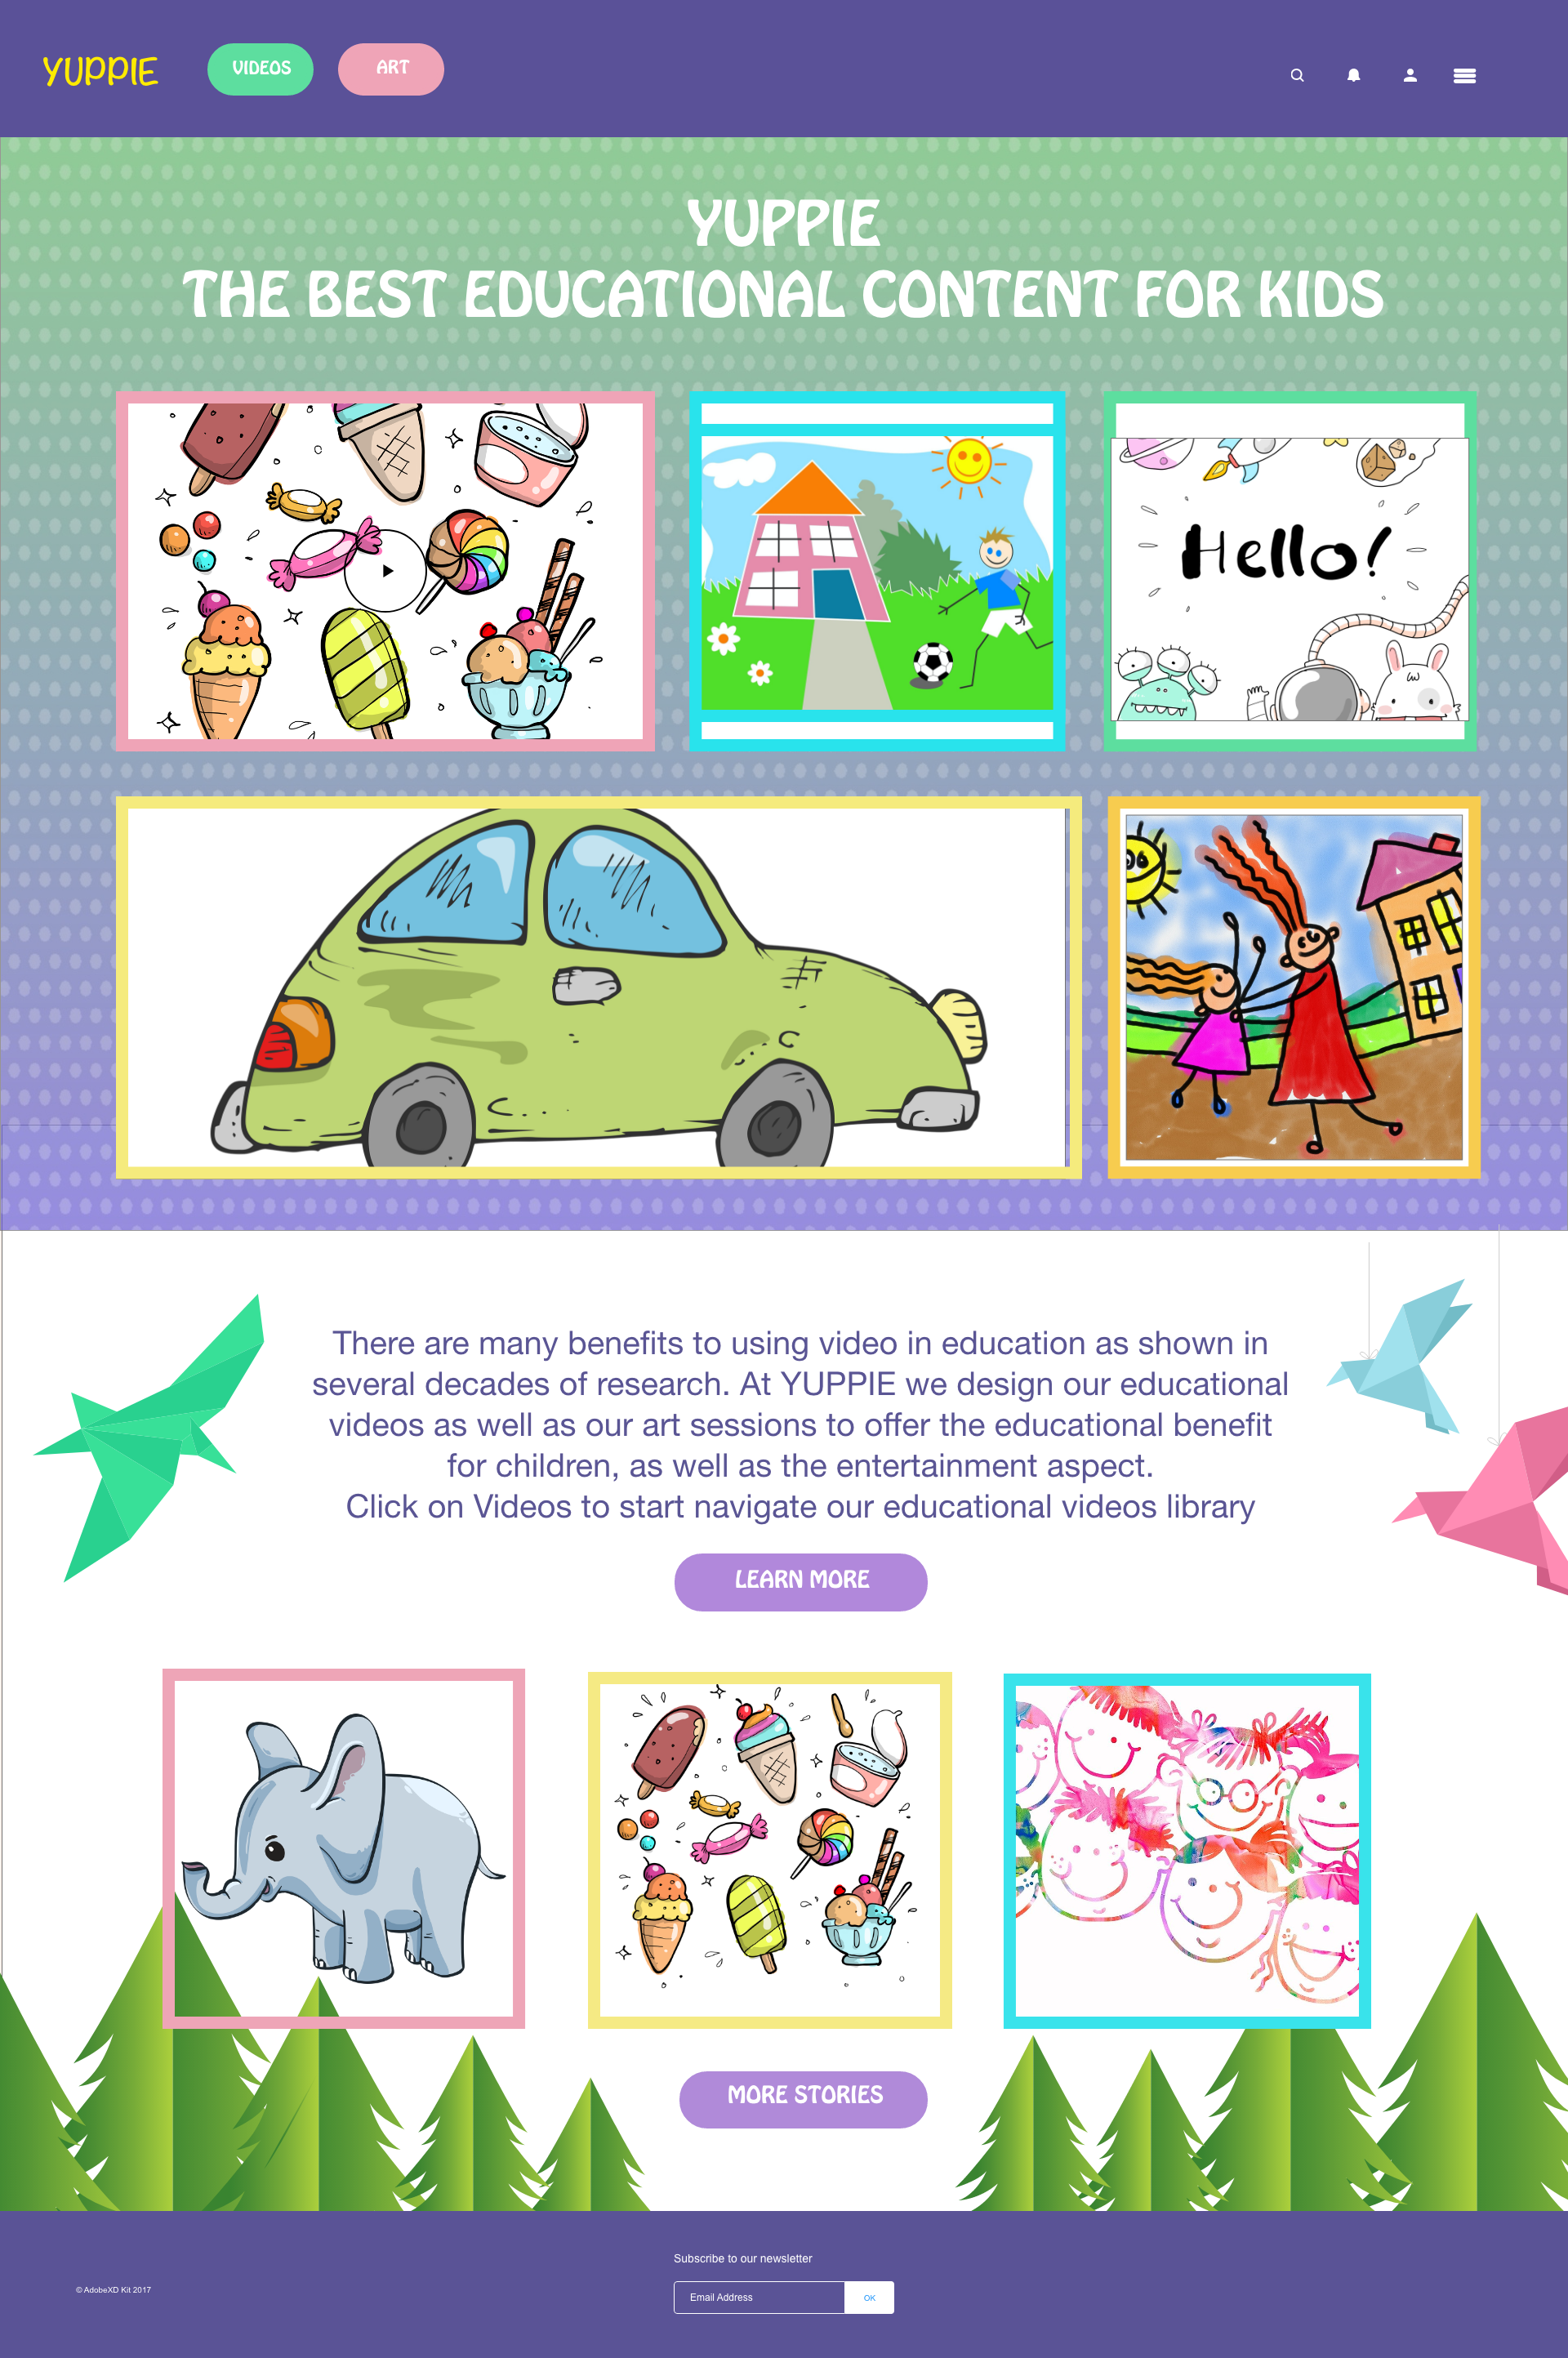 YUPPIE
VIDEOS
ART
YUPPIE
THE BEST EDUCATIONAL CONTENT FOR KIDS
Hello!
There are many benefits to using video in education as shown in
several decades of research. At YUPPIE we design our educational
videos as well as our art sessions to offer the educational benefit
for children, as well as the entertainment aspect.
Click on Videos to start navigate our educational videos library
LEARN MORE
MORE STORIES
Subscribe to our newsletter
© AdobeXD Kit 2017
Email Address
OK